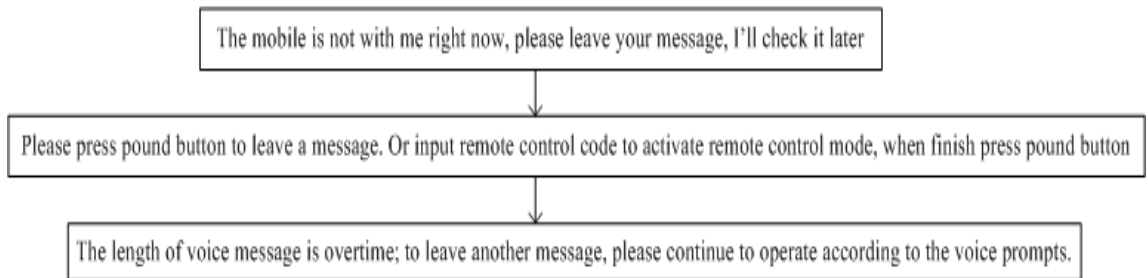 The mobile is not with me right now, please leave your message, I’ll check it later
Please press pound button to leave a message. Or input remote control code to activate remote control mode, when finish press pound button
The length of voice message is overtime; to leave another message, please continue to operate according to the voice prompts.